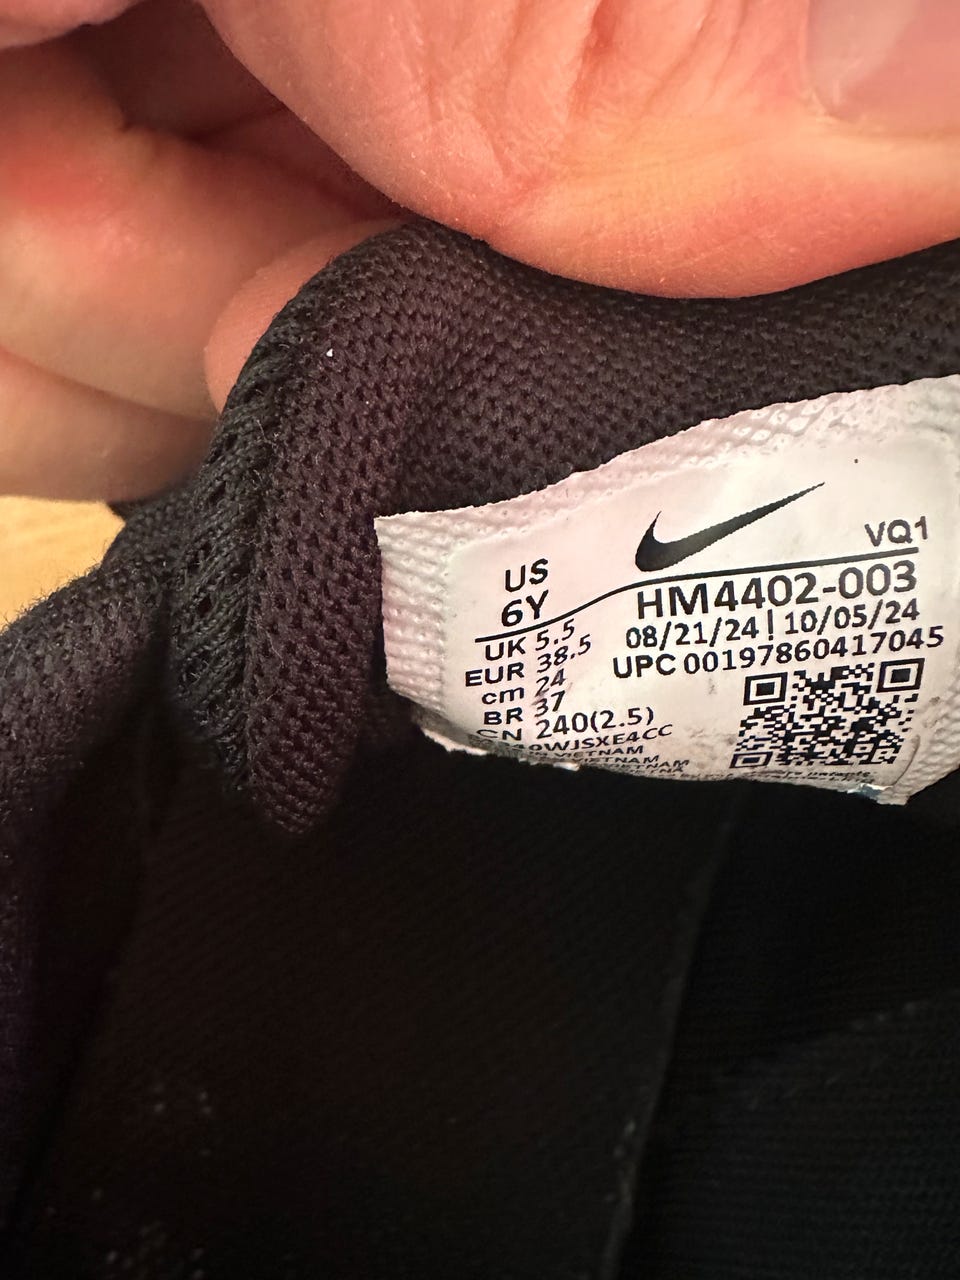 VQ1
US
6Y
HM4402-003
08/21/24 | 10/05/24
UPC 00197860417045
UK 5.5
EUR 38.5
cm 24
BR 37
CN 240(2.5)
VIETNAM